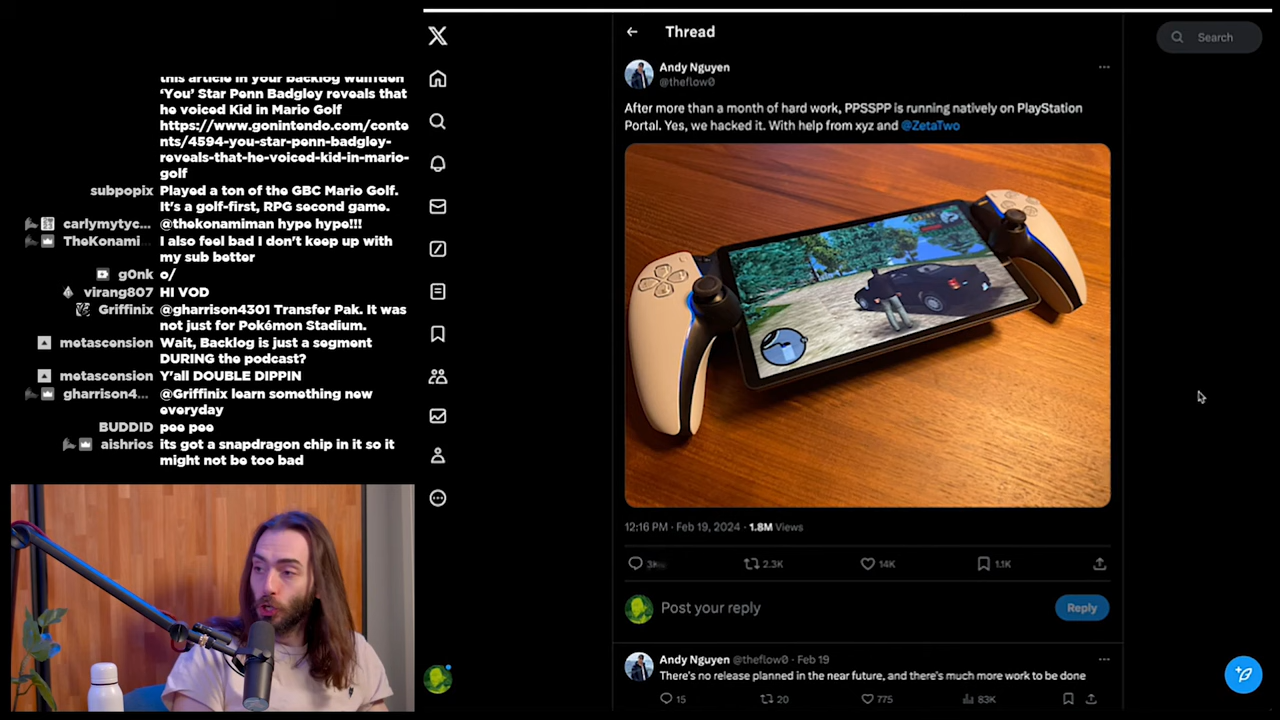 this article in your backlog wulffden
'You' Star Penn Badgley reveals that
he voiced Kid in Mario Golf
https://www.gonintendo.com/conte
nts/4594-you-star-penn-badgley-
reveals-that-he-voiced-kid-in-mario-
golf
subpopix Played a ton of the GBC Mario Golf.
It's a golf-first, RPG second game.
carlymytyc... @thekonamiman hype hype!!!
TheKonami I also feel bad I don't keep up with
my sub better
g0nk o/
virang807 HI VOD
Griffinix @gharrison4301 Transfer Pak. It was
not just for Pokémon Stadium.
metascension Wait, Backlog is just a segment
DURING the podcast?
metascension Y'all DOUBLE DIPPIN
gharrison4... @Griffinix learn something new
everyday
BUDDID pee pee
aishrios its got a snapdragon chip in it so it
might not be too bad
Thread
Search
Andy Nguyen
@theflow0
After more than a month of hard work, PPSSPP is running natively on PlayStation
Portal. Yes, we hacked it. With help from xyz and @ZetaTwo
12:16 PM · Feb 19, 2024 · 1.8M Views
2.3K 14K 1.1K
Post your reply
Reply
Andy Nguyen @theflow0 · Feb 19
There's no release planned in the near future, and there's much more work to be done
15 20 775 83K